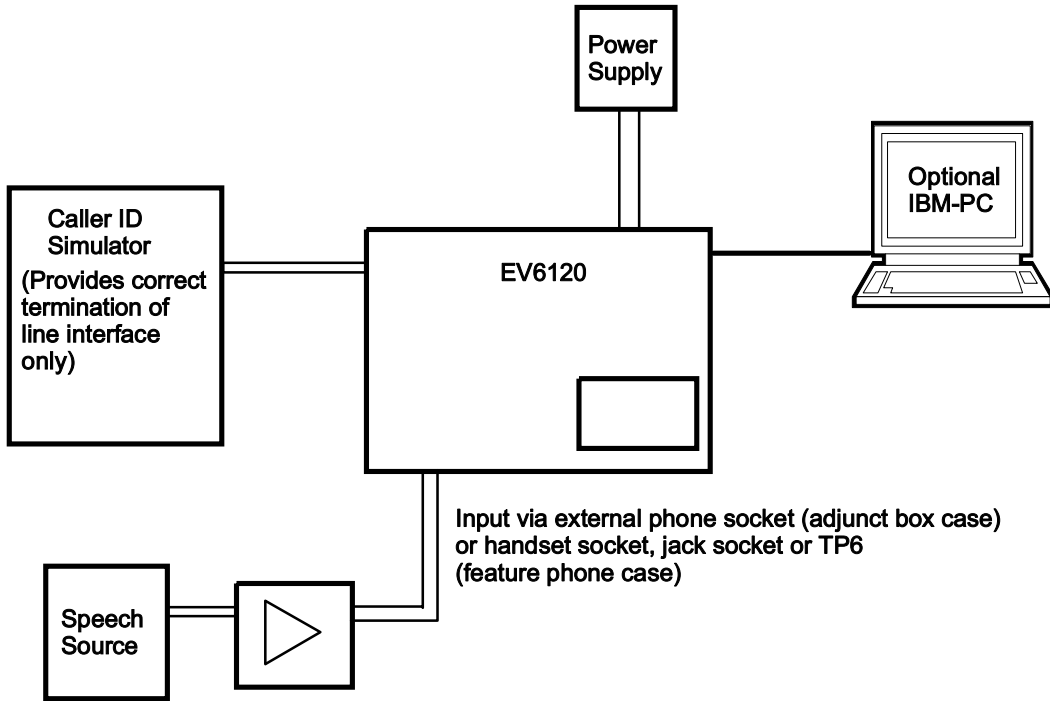 Power
Supply
Optional
IBM-PC
Caller ID
Simulator
(Provides correct
termination of
line interface
only)
EV6120
Input via external phone socket (adjunct box case)
or handset socket, jack socket or TP6
(feature phone case)
Speech
Source